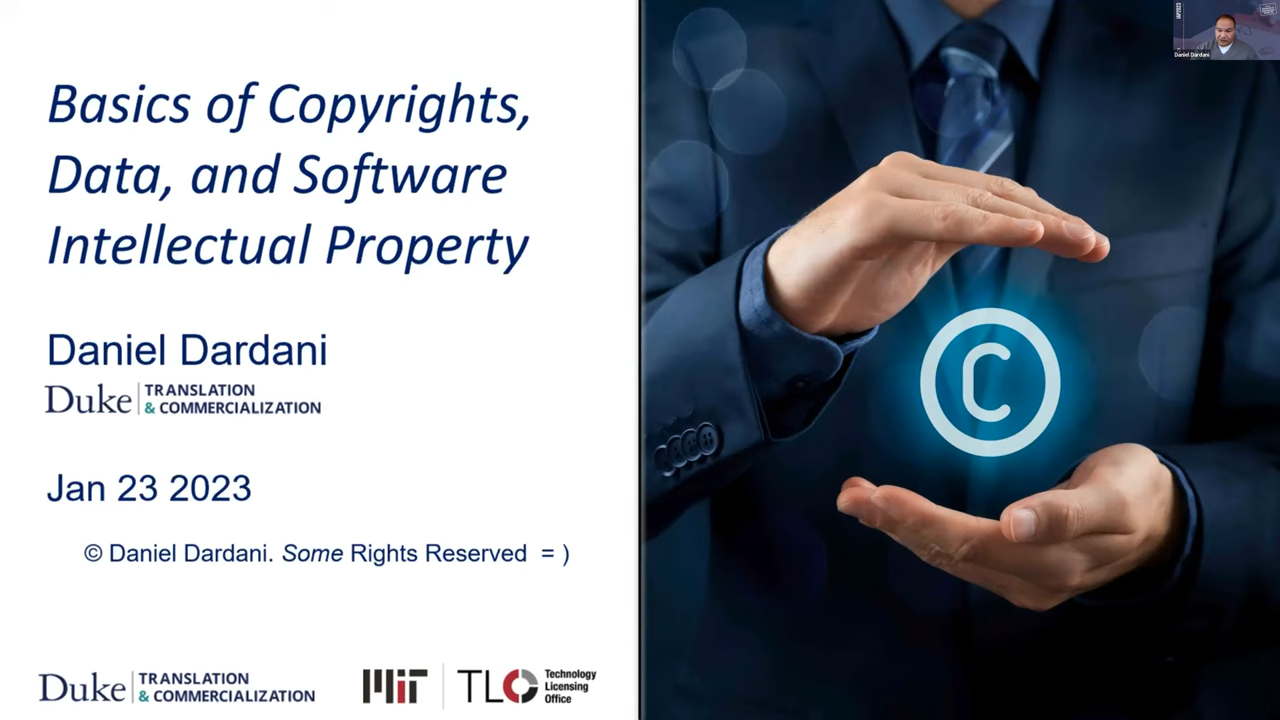 Basics of Copyrights,
Data, and Software
Intellectual Property
Daniel Dardani
Duke TRANSLATION
& COMMERCIALIZATION
Jan 23 2023
© Daniel Dardani. Some Rights Reserved = )
Duke TRANSLATION
& COMMERCIALIZATION
MIT TLO Technology
Licensing
Office
©
IAP2023
Daniel Dardani